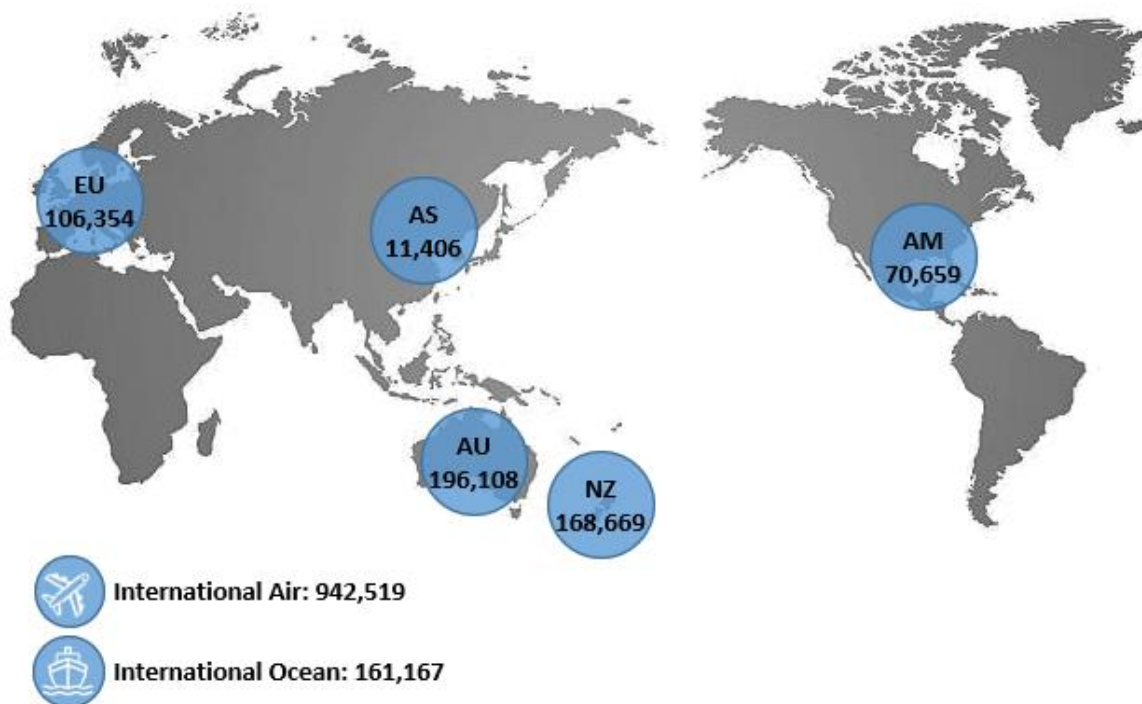 EU
106,354
AS
11,406
AM
70,659
AU
196,108
NZ
168,669
International Air: 942,519
International Ocean: 161,167